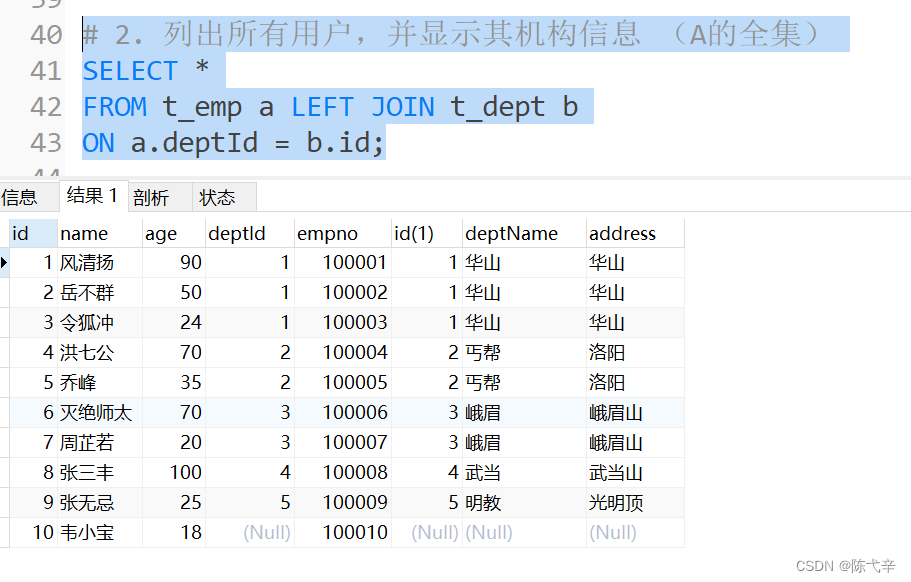 39
40 # 2. 列出所有用户，并显示其机构信息 （A的全集）
41 SELECT *
42 FROM t_emp a LEFT JOIN t_dept b
43 ON a.deptId = b.id;
44
信息 结果 1 剖析 状态
id name age deptId empno id(1) deptName address
1 风清扬 90 1 100001 1 华山 华山
2 岳不群 50 1 100002 1 华山 华山
3 令狐冲 24 1 100003 1 华山 华山
4 洪七公 70 2 100004 2 丐帮 洛阳
5 乔峰 35 2 100005 2 丐帮 洛阳
6 灭绝师太 70 3 100006 3 峨眉 峨眉山
7 周芷若 20 3 100007 3 峨眉 峨眉山
8 张三丰 100 4 100008 4 武当 武当山
9 张无忌 25 5 100009 5 明教 光明顶
10 韦小宝 18 (Null) 100010 (Null) (Null) (Null)
CSDN @陈弋辛